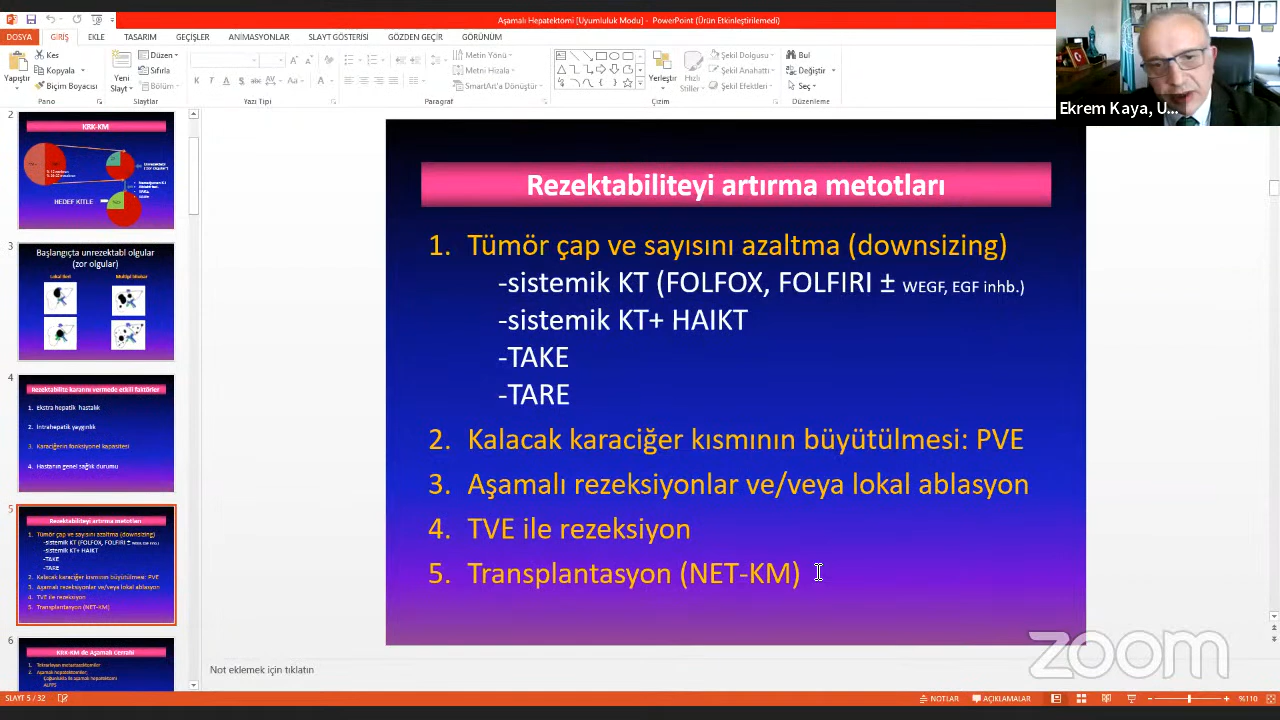 Aşamalı Hepatektomi [Uyumluluk Modu] - PowerPoint (Ürün Etkinleştirilemedi)
DOSYA GİRİŞ EKLE TASARIM GEÇİŞLER ANİMASYONLAR SLAYT GÖSTERİSİ GÖZDEN GEÇİR GÖRÜNÜM
Yapıştır
Kes
Kopyala
Biçim Boyacısı
Pano
Yeni Slayt
Düzen
Sıfırla
Bölüm
Slaytlar
Yazı Tipi
Metin Yönü
Metni Hizala
SmartArt'a Dönüştür
Paragraf
Yerleştir
Hızlı Stiller
Şekil Dolgusu
Şekil Anahattı
Şekil Efektleri
Çizim
Bul
Değiştir
Seç
Düzenleme
Ekrem Kaya, U...
2
KRK-KM
HEDEF KİTLE
3
Başlangıçta unrezektabl olgular
(zor olgular)
Lokal ileri
Multipl bilobar
4
Rezektabilite kararını vermede etkili faktörler
1. Ekstra hepatik hastalık
2. İntrahepatik yaygınlık
3. Karaciğerin fonksiyonel kapasitesi
4. Hastanın genel sağlık durumu
5
Rezektabiliteyi artırma metotları
1. Tümör çap ve sayısını azaltma (downsizing)
-sistemik KT (FOLFOX, FOLFIRI ± WEGF, EGF inhb.)
-sistemik KT+ HAIKT
-TAKE
-TARE
2. Kalacak karaciğer kısmının büyütülmesi: PVE
3. Aşamalı rezeksiyonlar ve/veya lokal ablasyon
4. TVE ile rezeksiyon
5. Transplantasyon (NET-KM)
6
KRK-KM de Aşamalı Cerrahi
1. Tekrarlayan metastazektomiler
2. Aşamalı hepatektomiler;
ALPPS
Rezektabiliteyi artırma metotları
1. Tümör çap ve sayısını azaltma (downsizing)
-sistemik KT (FOLFOX, FOLFIRI ± WEGF, EGF inhb.)
-sistemik KT+ HAIKT
-TAKE
-TARE
2. Kalacak karaciğer kısmının büyütülmesi: PVE
3. Aşamalı rezeksiyonlar ve/veya lokal ablasyon
4. TVE ile rezeksiyon
5. Transplantasyon (NET-KM)
zoom
Not eklemek için tıklatın
SLAYT 5 / 32
NOTLAR AÇIKLAMALAR %110